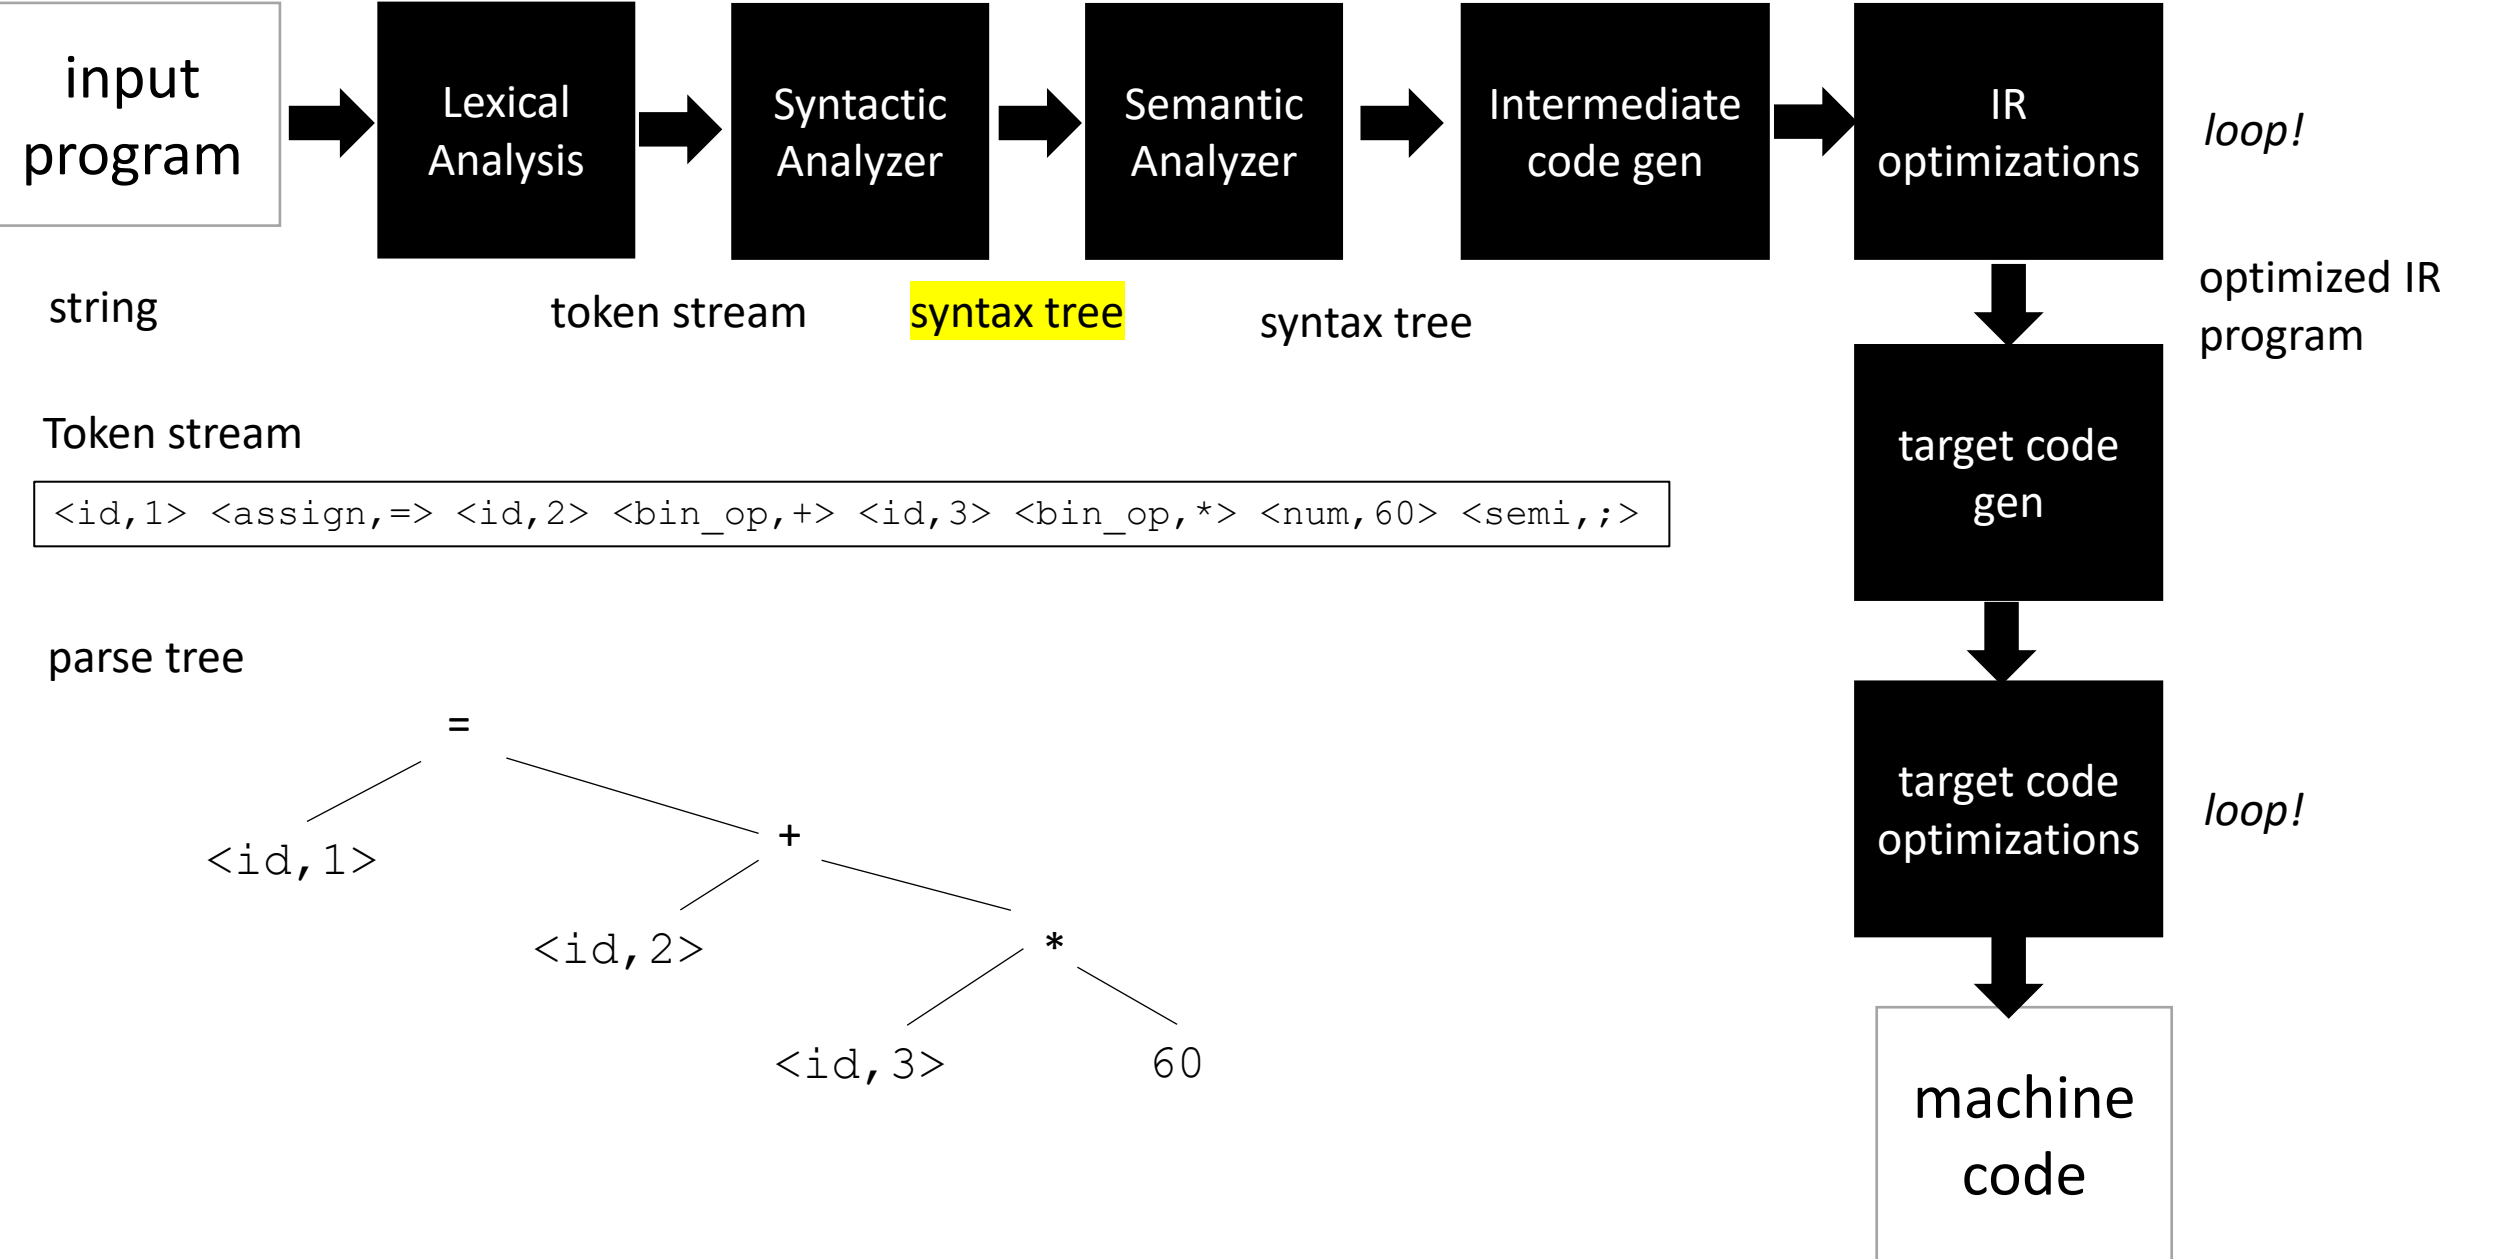 input
program
Lexical
Analysis
Syntactic
Analyzer
Semantic
Analyzer
Intermediate
code gen
IR
optimizations
loop!
string
token stream
syntax tree
syntax tree
optimized IR
program
Token stream
<id,1> <assign,=> <id,2> <bin_op,+> <id,3> <bin_op,*> <num,60> <semi,;>
target code
gen
parse tree
=
<id,1>
+
<id,2>
*
<id,3>
60
target code
optimizations
loop!
machine
code